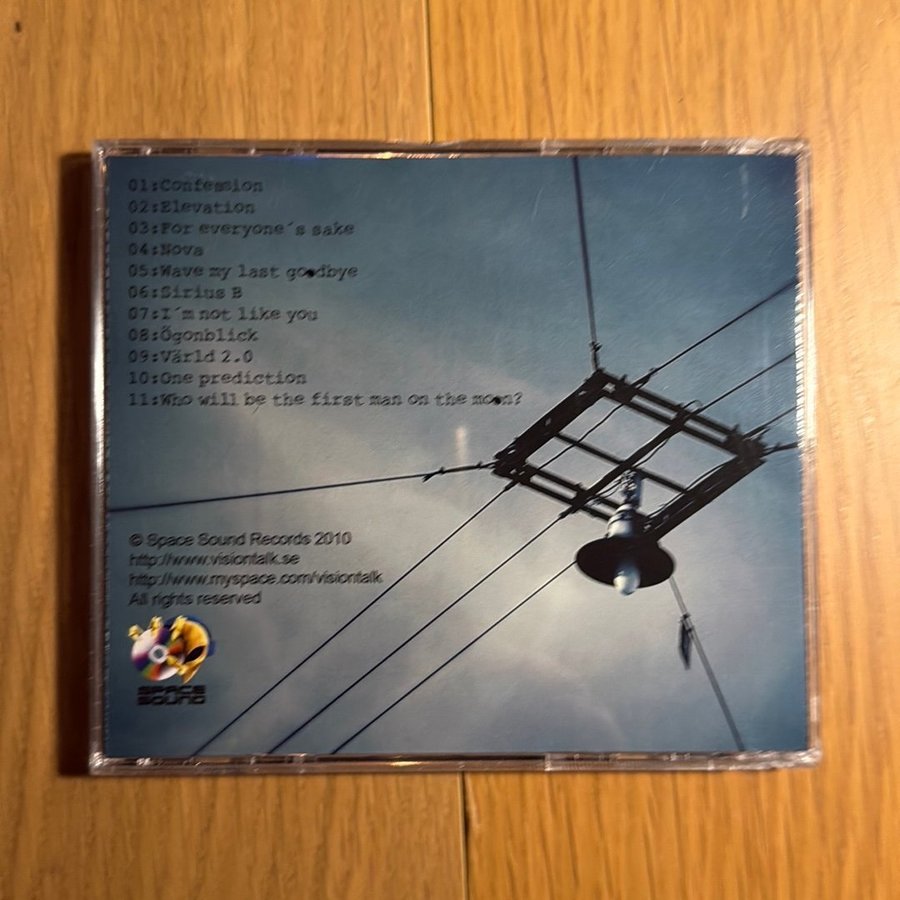 01:Confession
02:Elevation
03:For everyone´s sake
04:Nova
05:Wave my last goodbye
06:Sirius B
07:I´m not like you
08:Ögonblick
09:Värld 2.0
10:One prediction
11:Who will be the first man on the moon?
© Space Sound Records 2010
http://www.visiontalk.se
http://www.myspace.com/visiontalk
All rights reserved
SPACE
SOUND